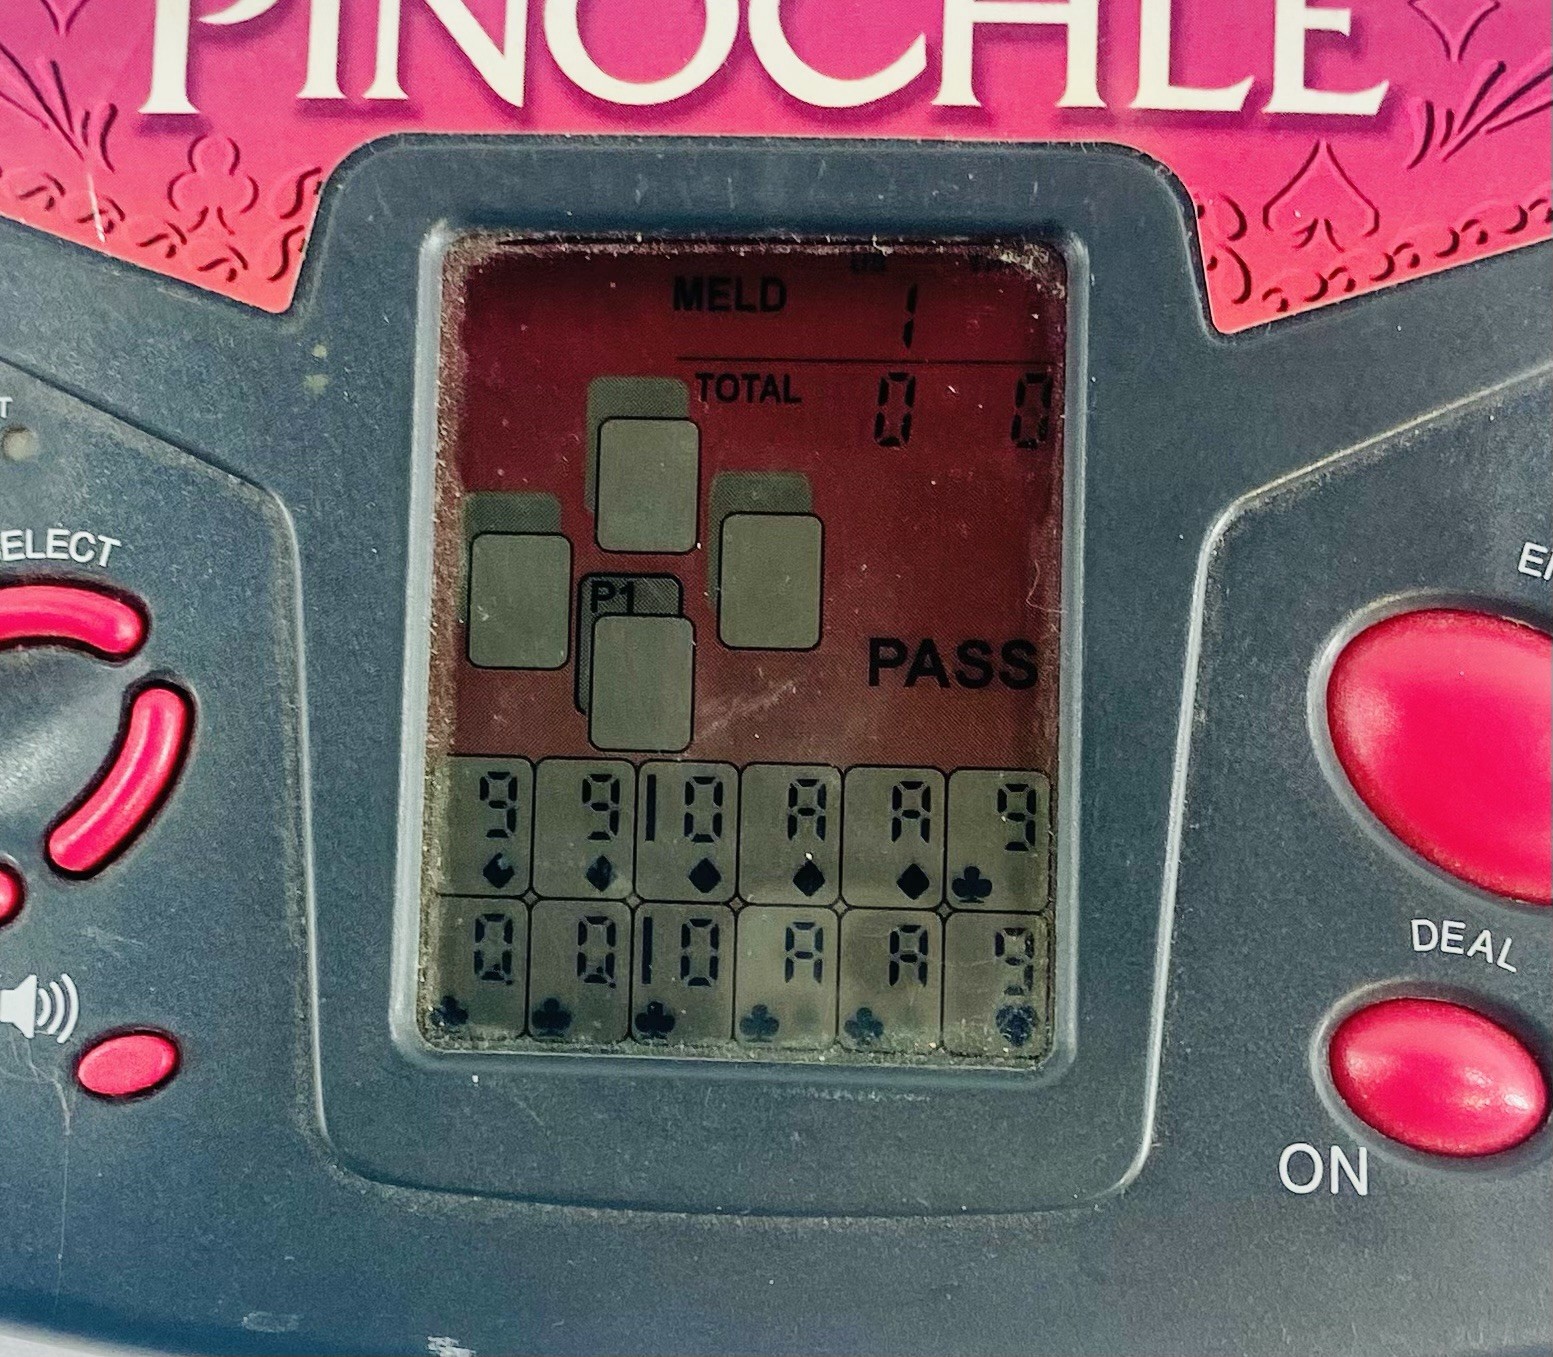 PINOCHLE
MELD 1
TOTAL 0 0
SELECT
P1
PASS
9 9 10 A A 9
Q Q 10 A A 9
DEAL
ON